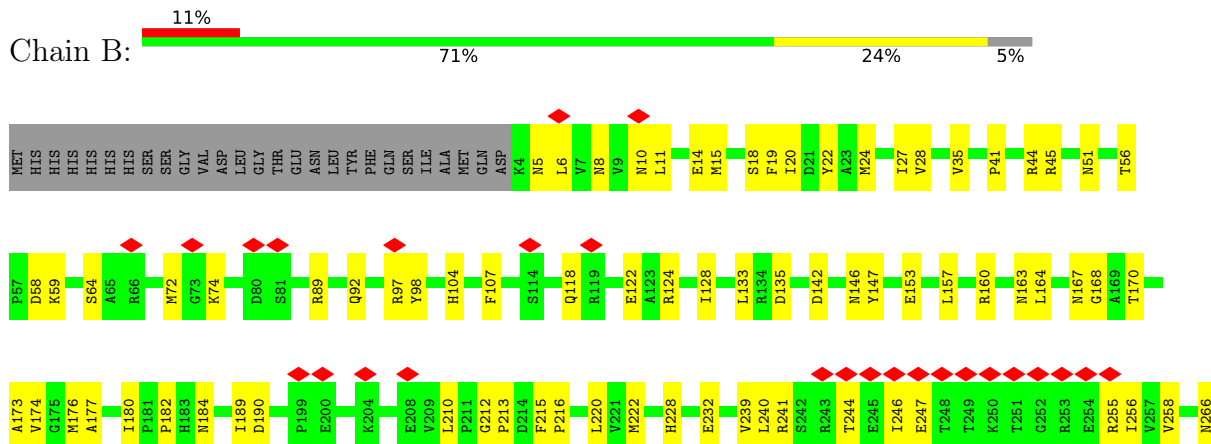 11%
Chain B:
71% 24% 5%
MET HIS HIS HIS HIS HIS HIS SER SER GLY VAL ASP LEU GLY THR GLU ASN LEU TYR PHE GLN SER ILE ALA MET GLN ASP K4 N5 L6 V7 N8 V9 N10 L11 E14 M15 S18 F19 I20 D21 Y22 A23 M24 I27 V28 V35 P41 R44 R45 N51 T56
P57 D58 K59 S64 A65 R66 M72 G73 K74 D80 S81 R89 Q92 R97 Y98 H104 F107 S114 Q118 R119 E122 A123 R124 I128 L133 R134 D135 D142 N146 Y147 E153 L157 R160 N163 L164 N167 G168 A169 T170
A173 V174 G175 M176 A177 I180 P181 P182 H183 N184 I189 D190 P199 E200 K204 E208 V209 L210 P211 G212 P213 D214 F215 P216 L220 V221 M222 H228 E232 V239 L240 R241 S242 R243 T244 E245 I246 E247 T248 T249 K250 T251 G252 R253 E254 R255 I256 V257 V258 N266